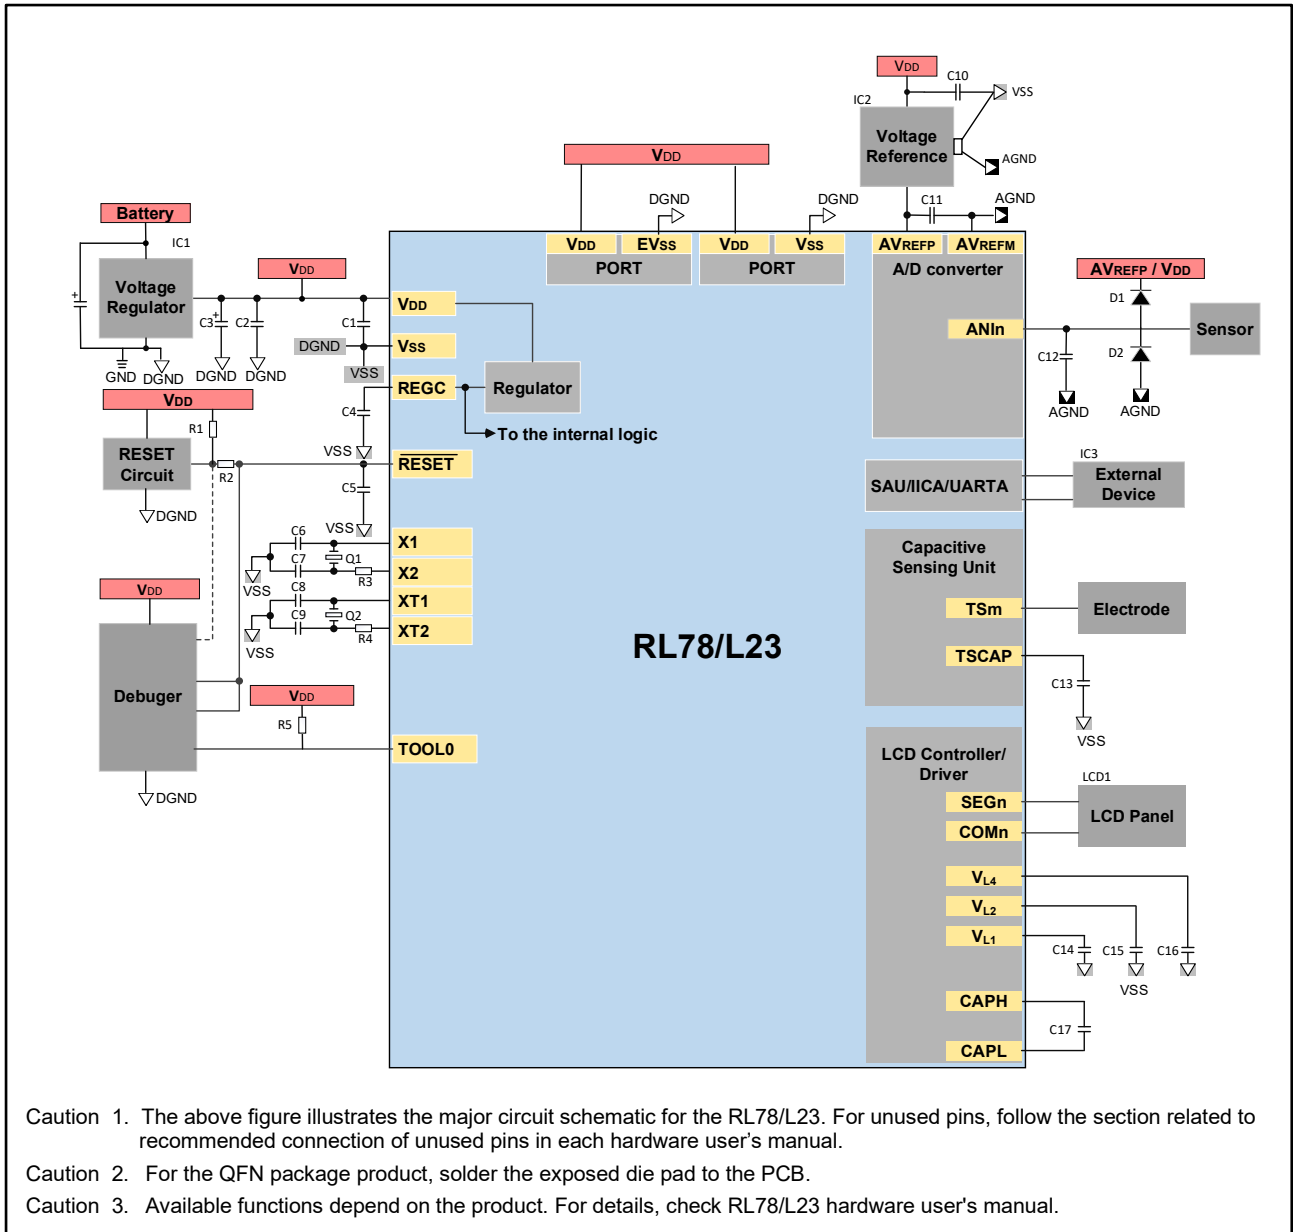 VDD
C10
IC2
VSS
Voltage
Reference
AGND
VDD
DGND
DGND
C11
AGND
Battery
IC1
VDD
VDD
EVss
VDD
Vss
AVREFP
AVREFM
PORT
PORT
A/D converter
AVREFP / VDD
Voltage
Regulator
+
C3
+
C2
C1
VDD
D1
ANIn
Sensor
DGND
Vss
C12
D2
GND
DGND
DGND
DGND
VSS
REGC
Regulator
AGND
AGND
VDD
C4
R1
To the internal logic
RESET
Circuit
VSS
RESET
R2
IC3
C5
SAU/IICA/UARTA
External
Device
DGND
VSS
C6
X1
Capacitive
Sensing Unit
C7
Q1
X2
VSS
R3
VDD
C8
XT1
TSm
Electrode
C9
Q2
XT2
R4
VSS
RL78/L23
TSCAP
C13
Debuger
VDD
R5
VSS
TOOL0
LCD Controller/
Driver
DGND
LCD1
SEGn
LCD Panel
COMn
VL4
VL2
VL1
C14
C15
C16
VSS
CAPH
C17
CAPL
Caution 1. The above figure illustrates the major circuit schematic for the RL78/L23. For unused pins, follow the section related to
recommended connection of unused pins in each hardware user's manual.
Caution 2. For the QFN package product, solder the exposed die pad to the PCB.
Caution 3. Available functions depend on the product. For details, check RL78/L23 hardware user's manual.